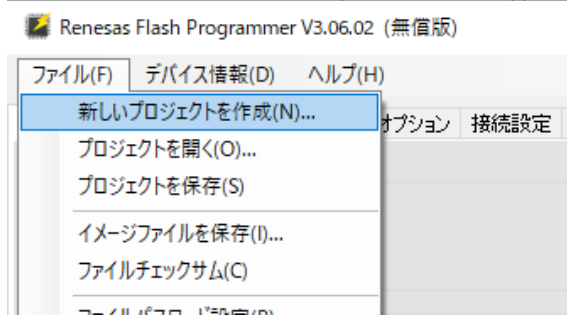 Renesas Flash Programmer V3.06.02 (無償版)
ファイル(F) デバイス情報(D) ヘルプ(H)
新しいプロジェクトを作成(N)...
オプション 接続設定
プロジェクトを開く(O)...
プロジェクトを保存(S)
イメージファイルを保存(I)...
ファイルチェックサム(C)